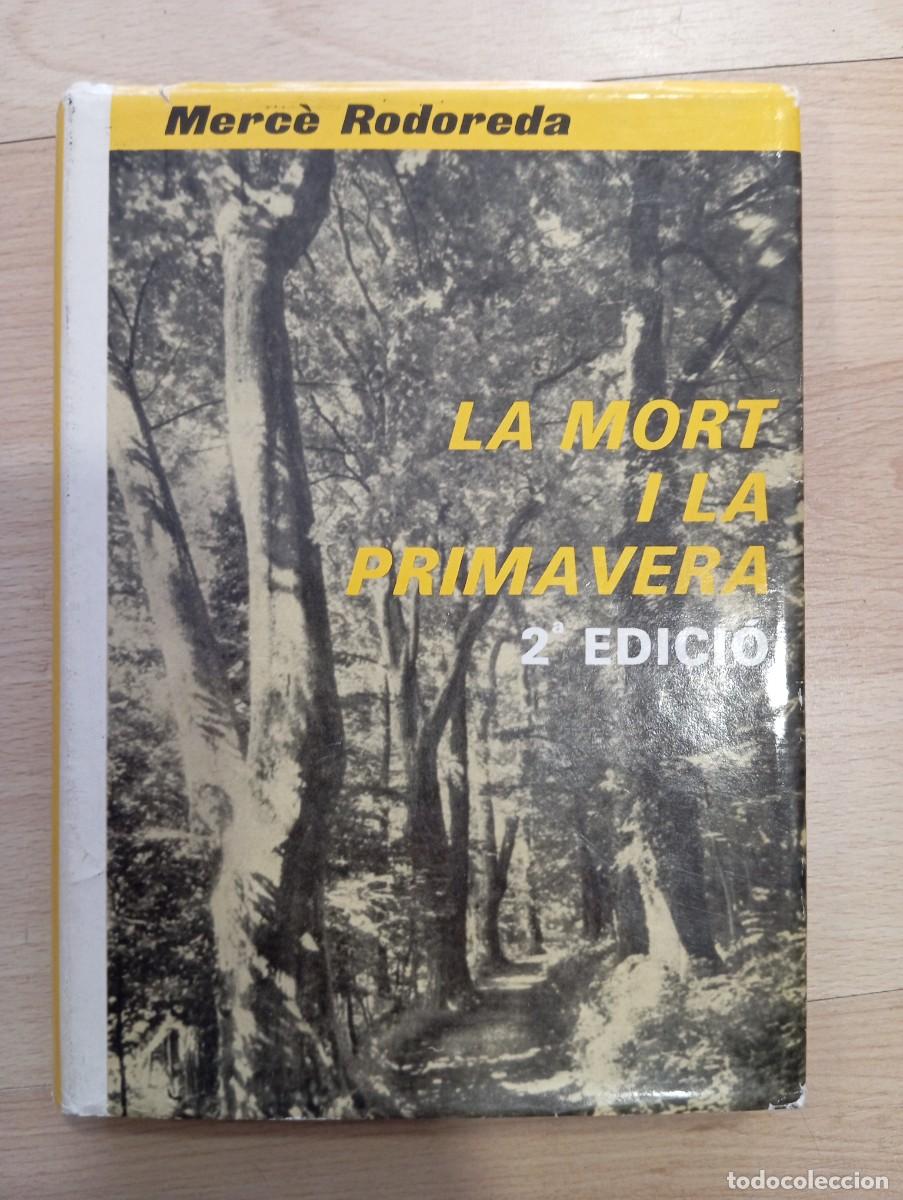 Mercè Rodoreda
LA MORT
I LA
PRIMAVERA
2ª EDICIÓ
todocoleccion